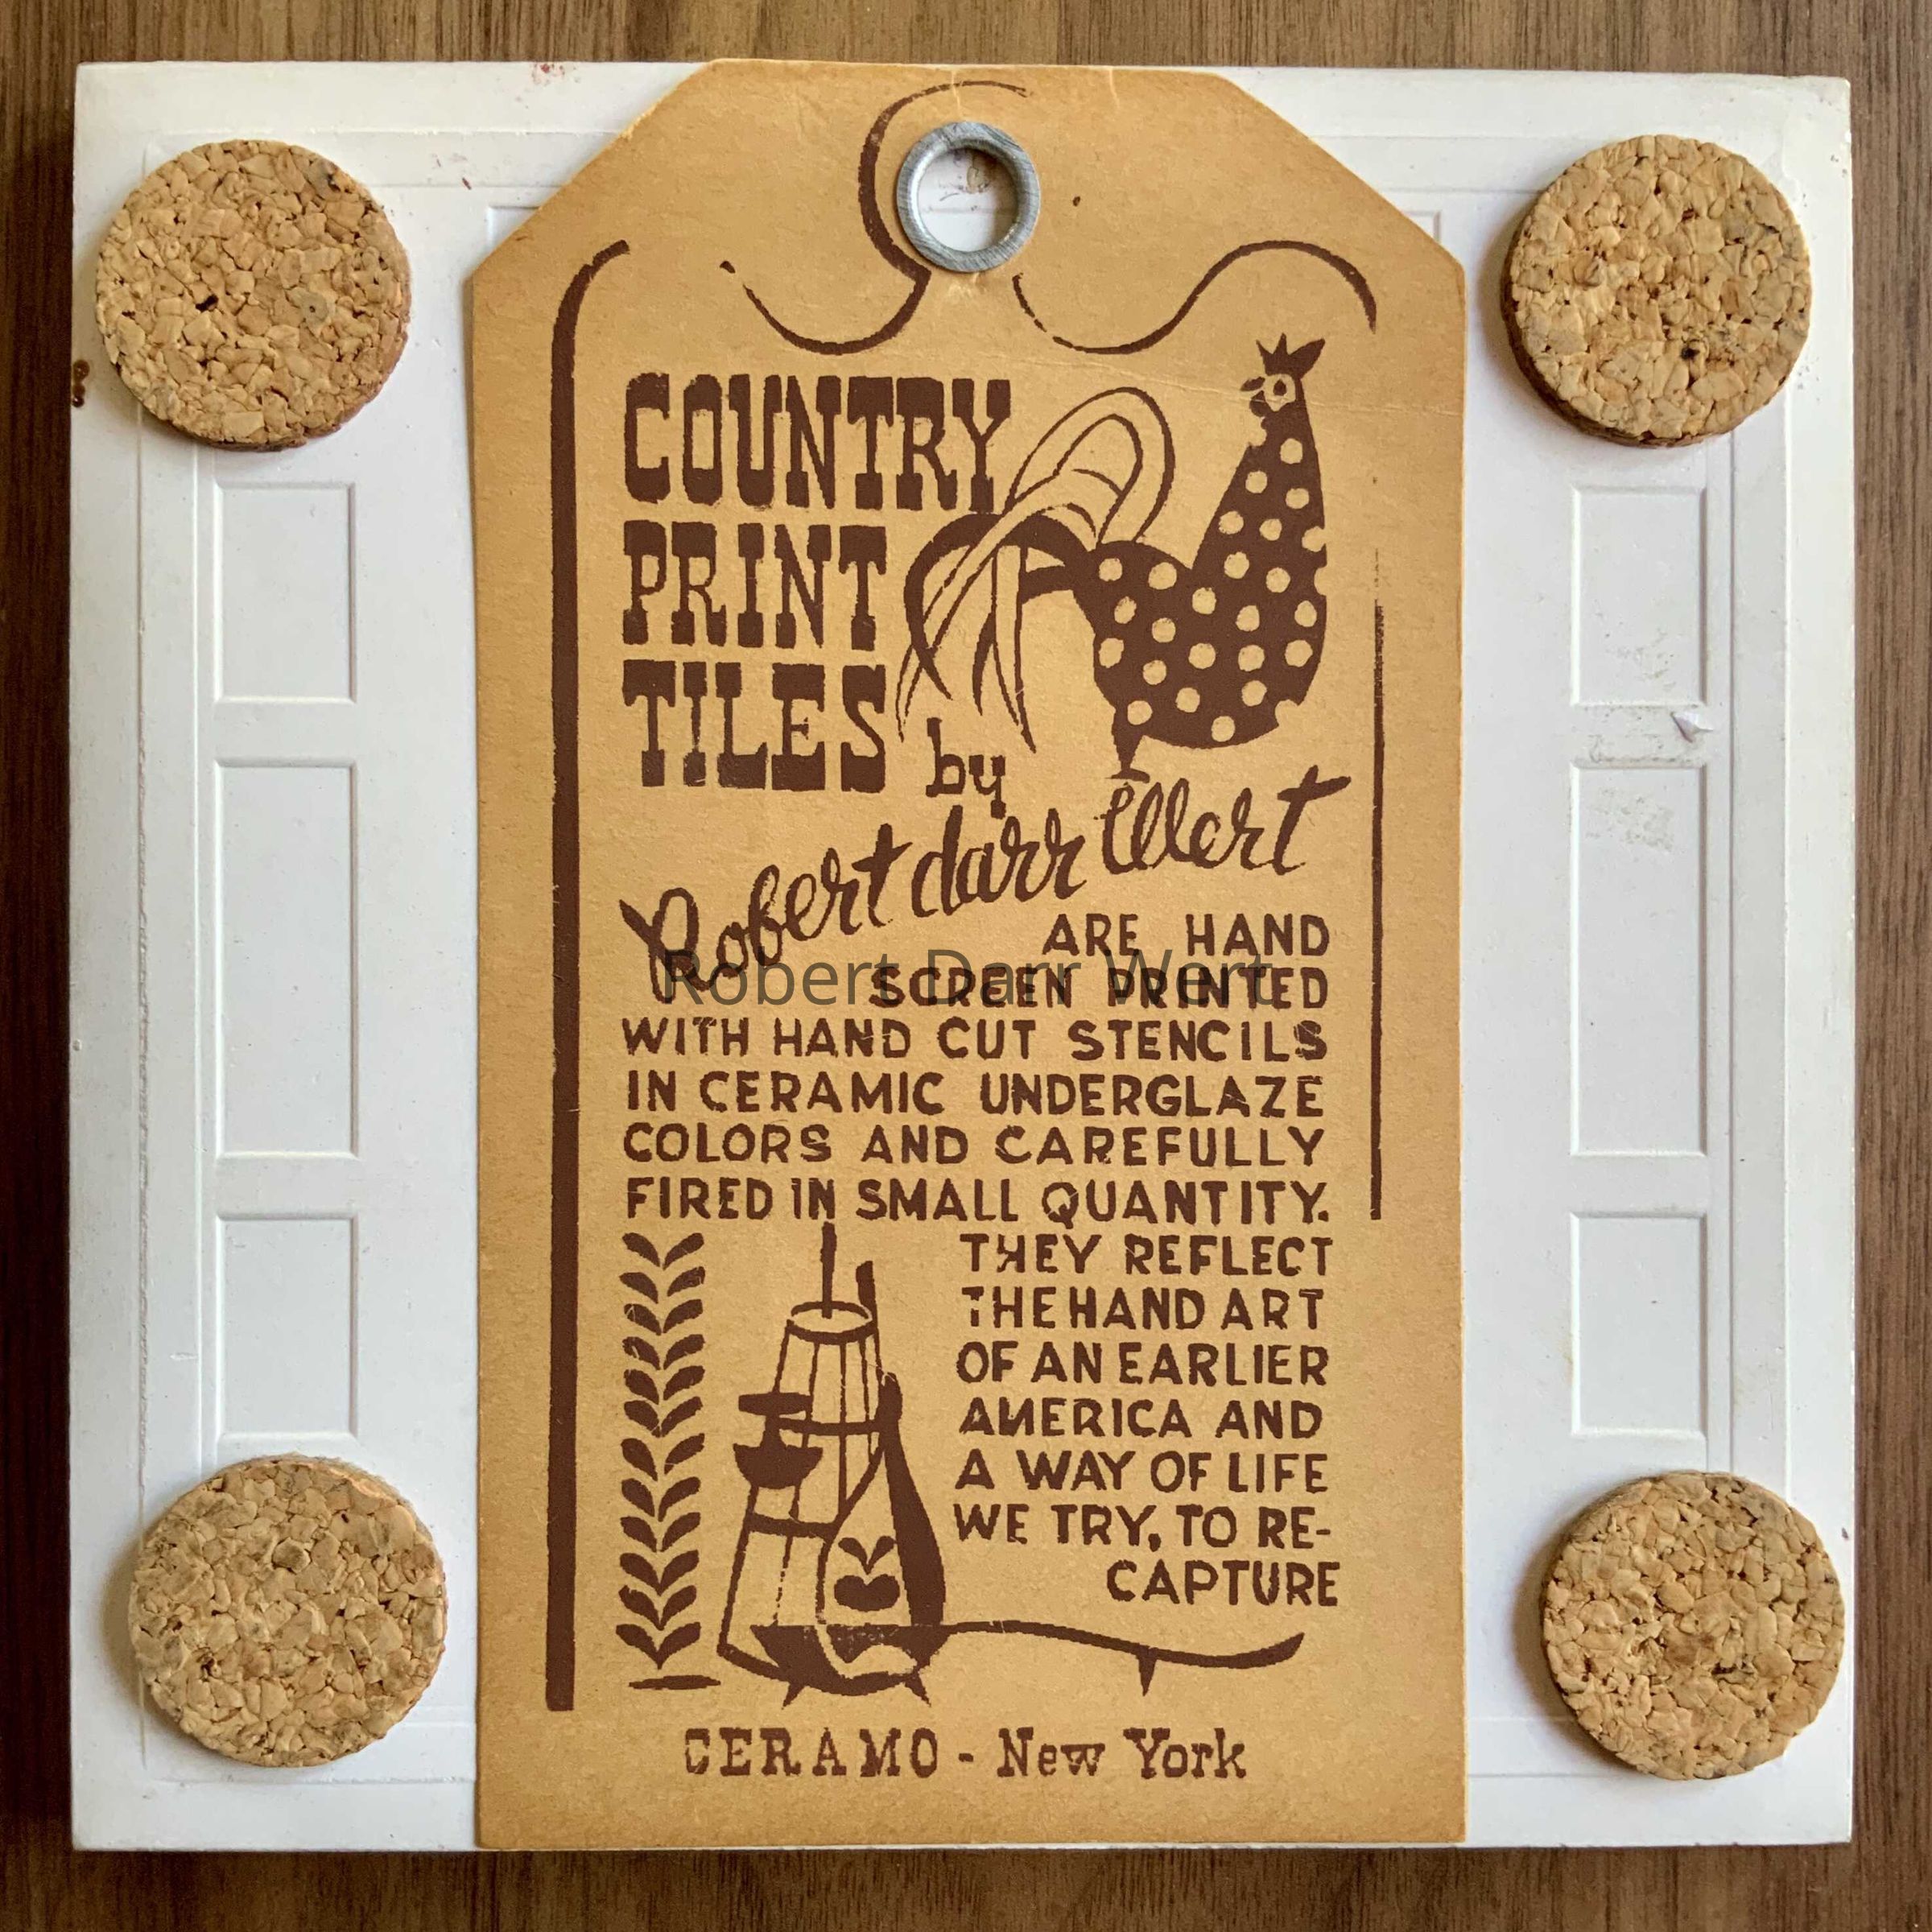 COUNTRY
PRINT
TILES
by
Robert darr Wert
ARE HAND
SCREEN PRINTED
WITH HAND CUT STENCILS
IN CERAMIC UNDERGLAZE
COLORS AND CAREFULLY
FIRED IN SMALL QUANTITY.
THEY REFLECT
THE HAND ART
OF AN EARLIER
AMERICA AND
A WAY OF LIFE
WE TRY, TO RE-
CAPTURE
CERAMO - New York
Robert Darr Wert